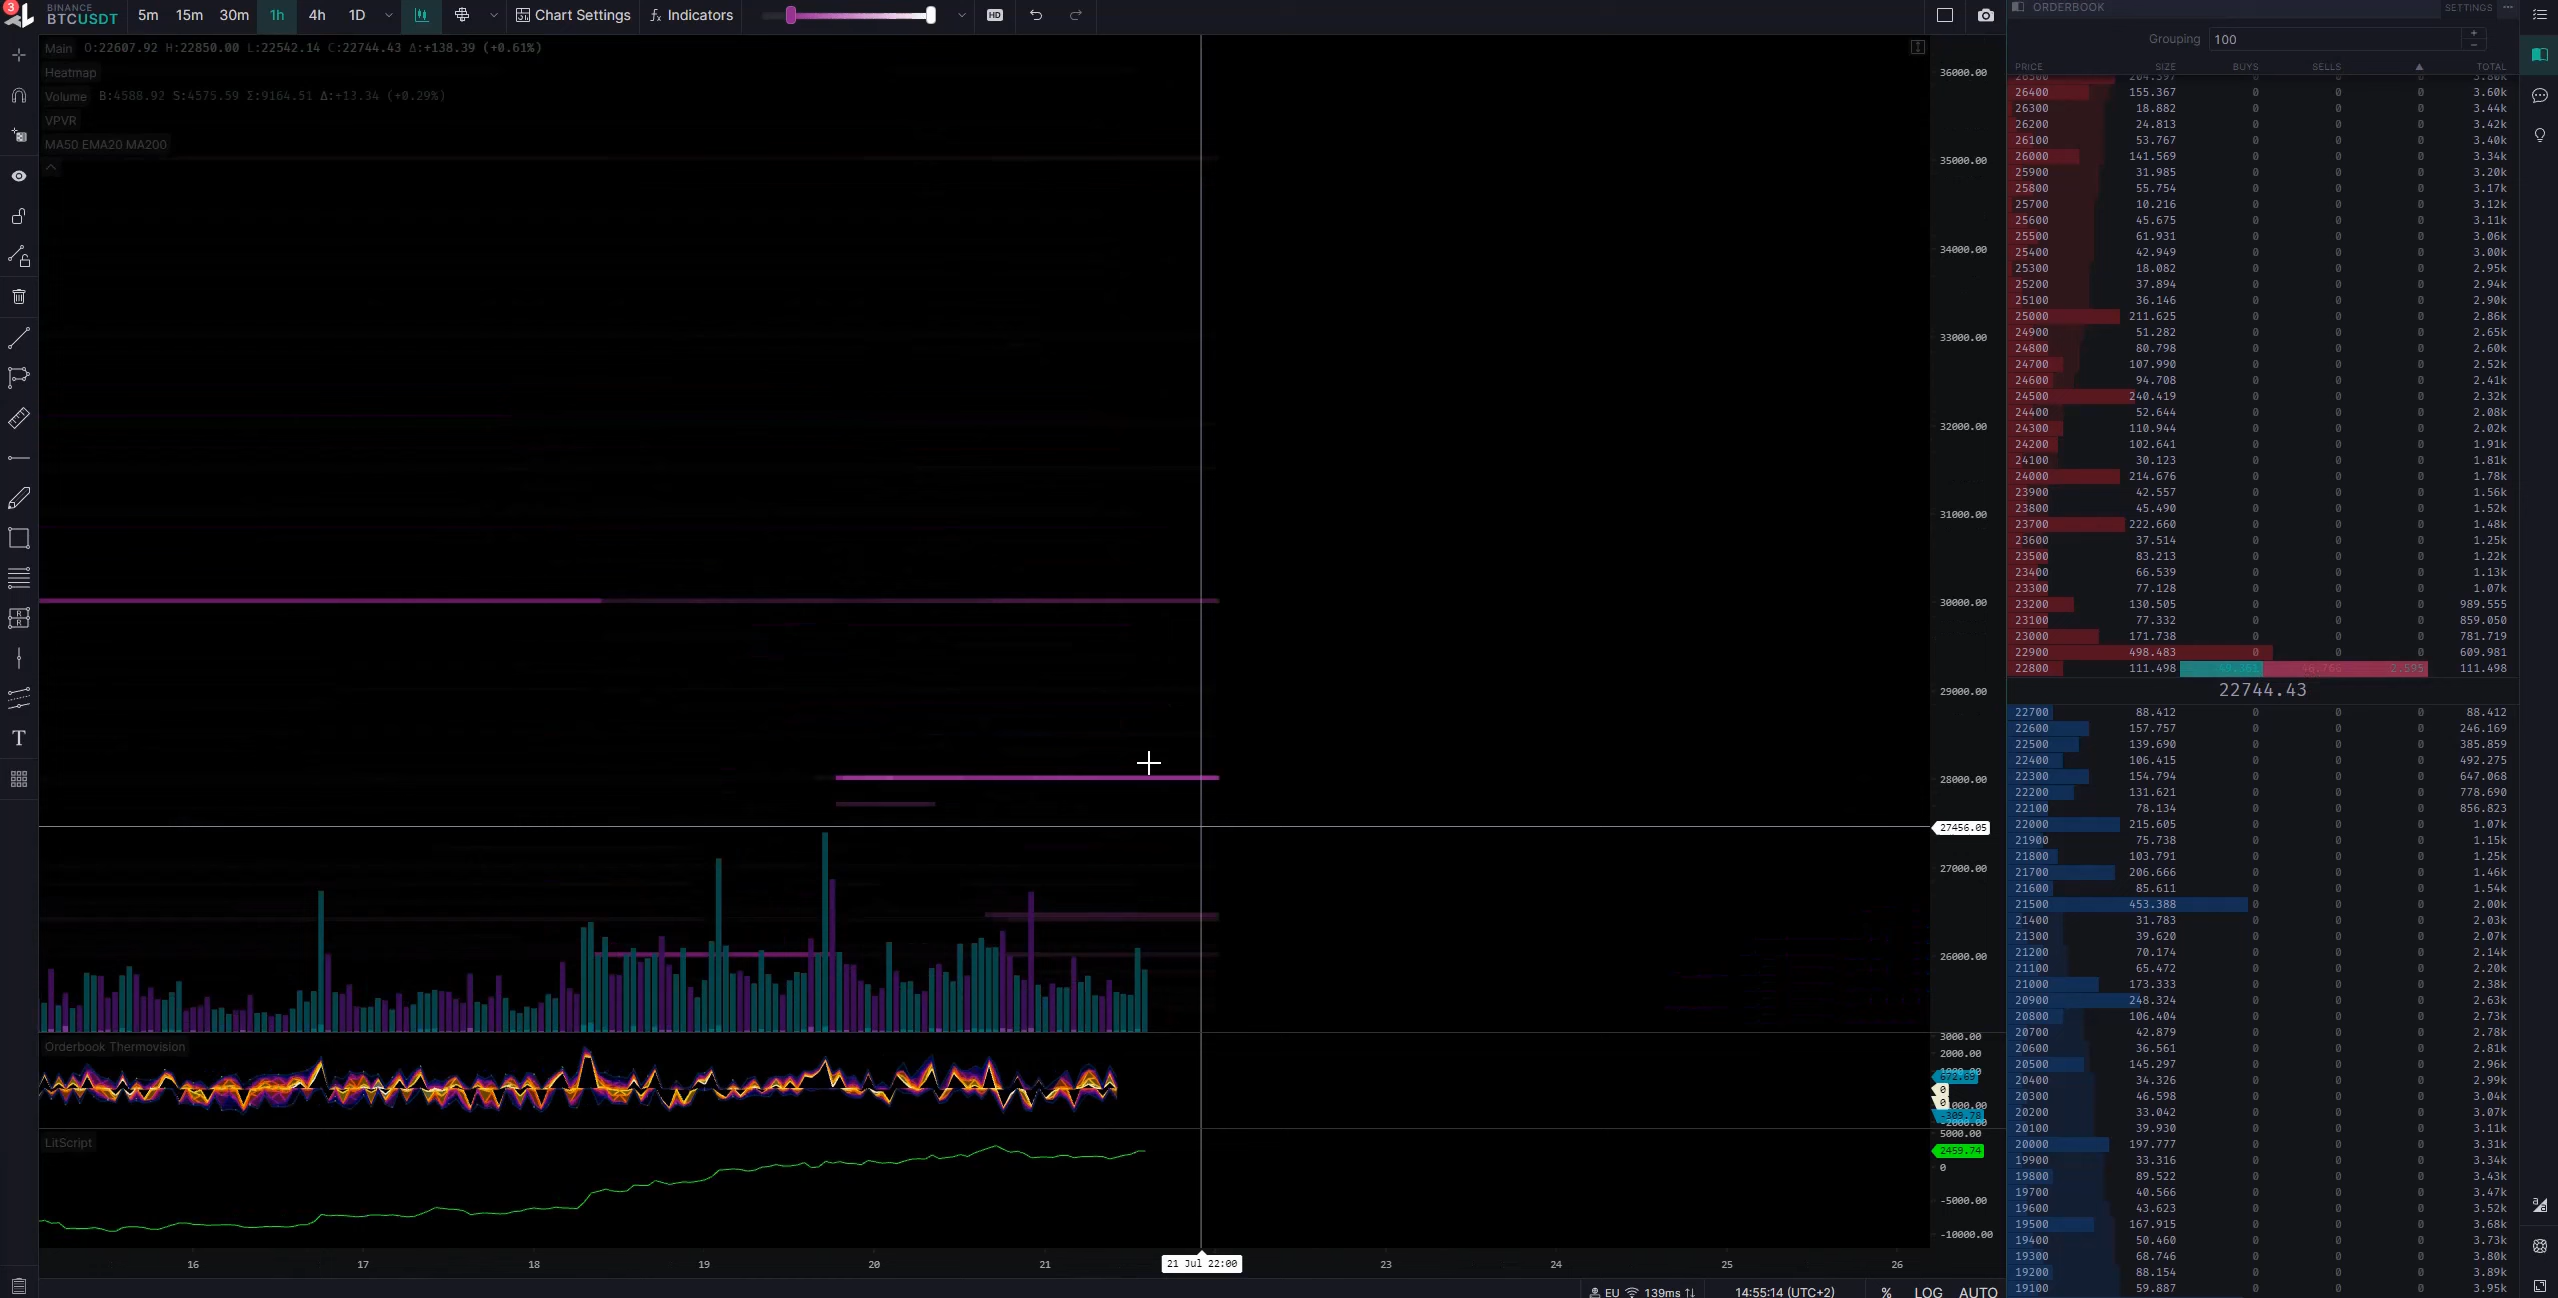 3
BINANCE
BTCUSDT
5m 15m 30m 1h 4h 1D Chart Settings Indicators HD
Main O:22607.92 H:22850.00 L:22542.14 C:22744.43 Δ:+138.39 (+0.61%)
Heatmap
Volume B:4588.92 S:4575.59 Σ:9164.51 Δ:+13.34 (+0.29%)
VPVR
MA50 EMA20 MA200
36000.00
35000.00
34000.00
33000.00
32000.00
31000.00
30000.00
29000.00
28000.00
27456.05
27000.00
26000.00
Orderbook Thermovision
3000.00
2000.00
672.69
0
0
-309.78
LitScript
5000.00
2459.74
0
-5000.00
-10000.00
16 17 18 19 20 21 21 Jul 22:00 23 24 25 26
EU 139ms 14:55:14 (UTC+2) % LOG AUTO
ORDERBOOK SETTINGS
Grouping 100
PRICE SIZE BUYS SELLS TOTAL
26400 155.367 0 0 0 3.60k
26300 18.882 0 0 0 3.44k
26200 24.813 0 0 0 3.42k
26100 53.767 0 0 0 3.40k
26000 141.569 0 0 0 3.34k
25900 31.985 0 0 0 3.20k
25800 55.754 0 0 0 3.17k
25700 10.216 0 0 0 3.12k
25600 45.675 0 0 0 3.11k
25500 61.931 0 0 0 3.06k
25400 42.949 0 0 0 3.00k
25300 18.082 0 0 0 2.95k
25200 37.894 0 0 0 2.94k
25100 36.146 0 0 0 2.90k
25000 211.625 0 0 0 2.86k
24900 51.282 0 0 0 2.65k
24800 80.798 0 0 0 2.60k
24700 107.990 0 0 0 2.52k
24600 94.708 0 0 0 2.41k
24500 240.419 0 0 0 2.32k
24400 52.644 0 0 0 2.08k
24300 110.944 0 0 0 2.02k
24200 102.641 0 0 0 1.91k
24100 30.123 0 0 0 1.81k
24000 214.676 0 0 0 1.78k
23900 42.557 0 0 0 1.56k
23800 45.490 0 0 0 1.52k
23700 222.660 0 0 0 1.48k
23600 37.514 0 0 0 1.25k
23500 83.213 0 0 0 1.22k
23400 66.539 0 0 0 1.13k
23300 77.128 0 0 0 1.07k
23200 130.505 0 0 0 989.555
23100 77.332 0 0 0 859.050
23000 171.738 0 0 0 781.719
22900 498.483 0 0 0 609.981
22800 111.498 2.595 111.498
22744.43
22700 88.412 0 0 0 88.412
22600 157.757 0 0 0 246.169
22500 139.690 0 0 0 385.859
22400 106.415 0 0 0 492.275
22300 154.794 0 0 0 647.068
22200 131.621 0 0 0 778.690
22100 78.134 0 0 0 856.823
22000 215.605 0 0 0 1.07k
21900 75.738 0 0 0 1.15k
21800 103.791 0 0 0 1.25k
21700 206.666 0 0 0 1.46k
21600 85.611 0 0 0 1.54k
21500 453.388 0 0 0 2.00k
21400 31.783 0 0 0 2.03k
21300 39.620 0 0 0 2.07k
21200 70.174 0 0 0 2.14k
21100 65.472 0 0 0 2.20k
21000 173.333 0 0 0 2.38k
20900 248.324 0 0 0 2.63k
20800 106.404 0 0 0 2.73k
20700 42.879 0 0 0 2.78k
20600 36.561 0 0 0 2.81k
20500 145.297 0 0 0 2.96k
20400 34.326 0 0 0 2.99k
20300 46.598 0 0 0 3.04k
20200 33.042 0 0 0 3.07k
20100 39.930 0 0 0 3.11k
20000 197.777 0 0 0 3.31k
19900 33.316 0 0 0 3.34k
19800 89.522 0 0 0 3.43k
19700 40.566 0 0 0 3.47k
19600 43.623 0 0 0 3.52k
19500 167.915 0 0 0 3.68k
19400 50.460 0 0 0 3.73k
19300 68.746 0 0 0 3.80k
19200 88.154 0 0 0 3.89k
19100 59.887 0 0 0 3.95k